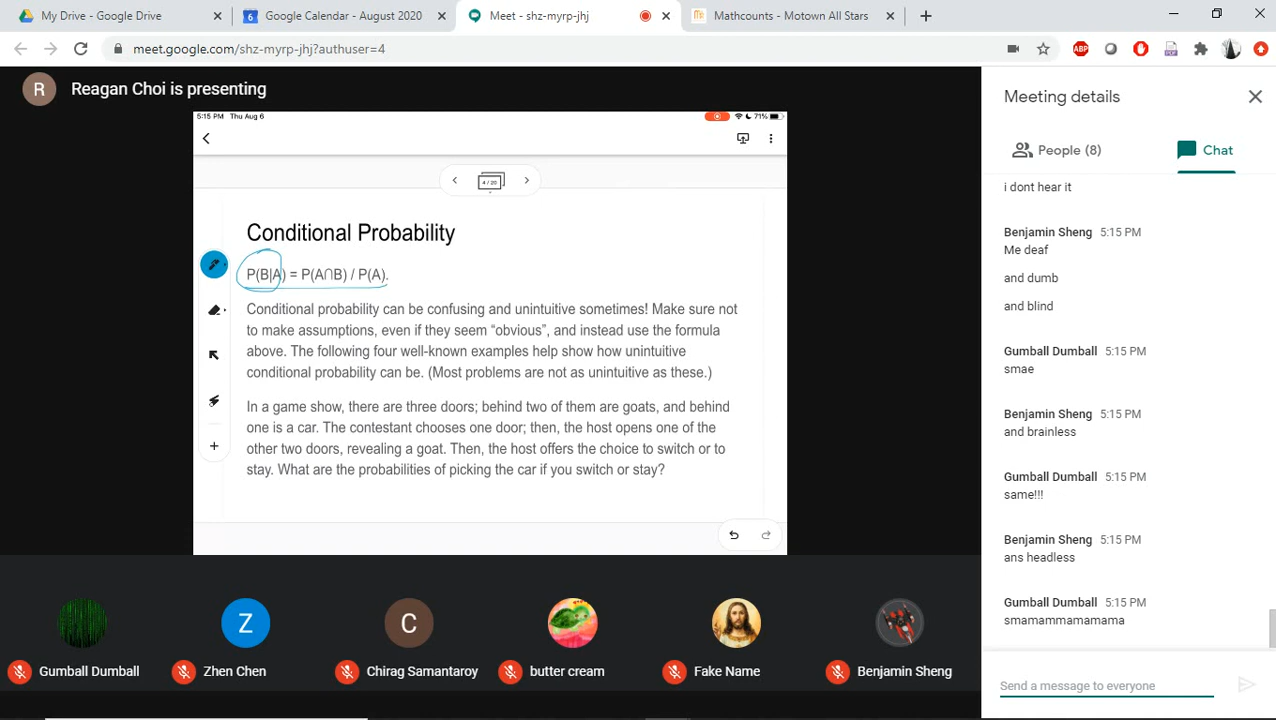 My Drive - Google Drive
Google Calendar - August 2020
Meet - shz-myrp-jhj
Mathcounts - Motown All Stars
meet.google.com/shz-myrp-jhj?authuser=4
ABP
R
Reagan Choi is presenting
5:15 PM Thu Aug 6
71%
4 / 20
Conditional Probability
P(B|A) = P(A∩B) / P(A).
Conditional probability can be confusing and unintuitive sometimes! Make sure not
to make assumptions, even if they seem “obvious”, and instead use the formula
above. The following four well-known examples help show how unintuitive
conditional probability can be. (Most problems are not as unintuitive as these.)
In a game show, there are three doors; behind two of them are goats, and behind
one is a car. The contestant chooses one door; then, the host opens one of the
other two doors, revealing a goat. Then, the host offers the choice to switch or to
stay. What are the probabilities of picking the car if you switch or stay?
Z
C
Gumball Dumball
Zhen Chen
Chirag Samantaroy
butter cream
Fake Name
Benjamin Sheng
Meeting details
People (8)
Chat
i dont hear it
Benjamin Sheng 5:15 PM
Me deaf
and dumb
and blind
Gumball Dumball 5:15 PM
smae
Benjamin Sheng 5:15 PM
and brainless
Gumball Dumball 5:15 PM
same!!!
Benjamin Sheng 5:15 PM
ans headless
Gumball Dumball 5:15 PM
smamammamamama
Send a message to everyone